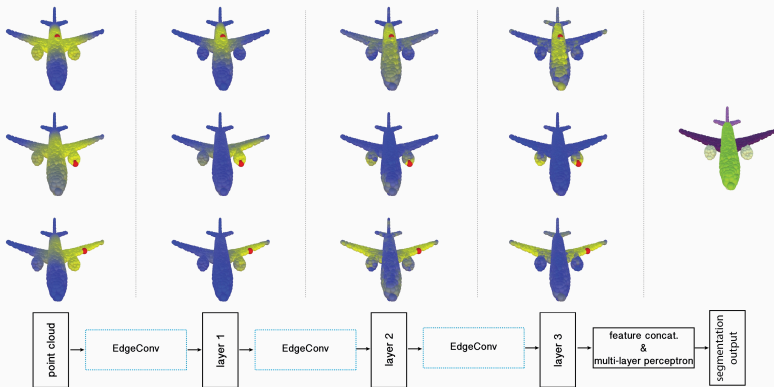 point cloud
EdgeConv
layer 1
EdgeConv
layer 2
EdgeConv
layer 3
feature concat.
&
multi-layer perceptron
segmentation
output